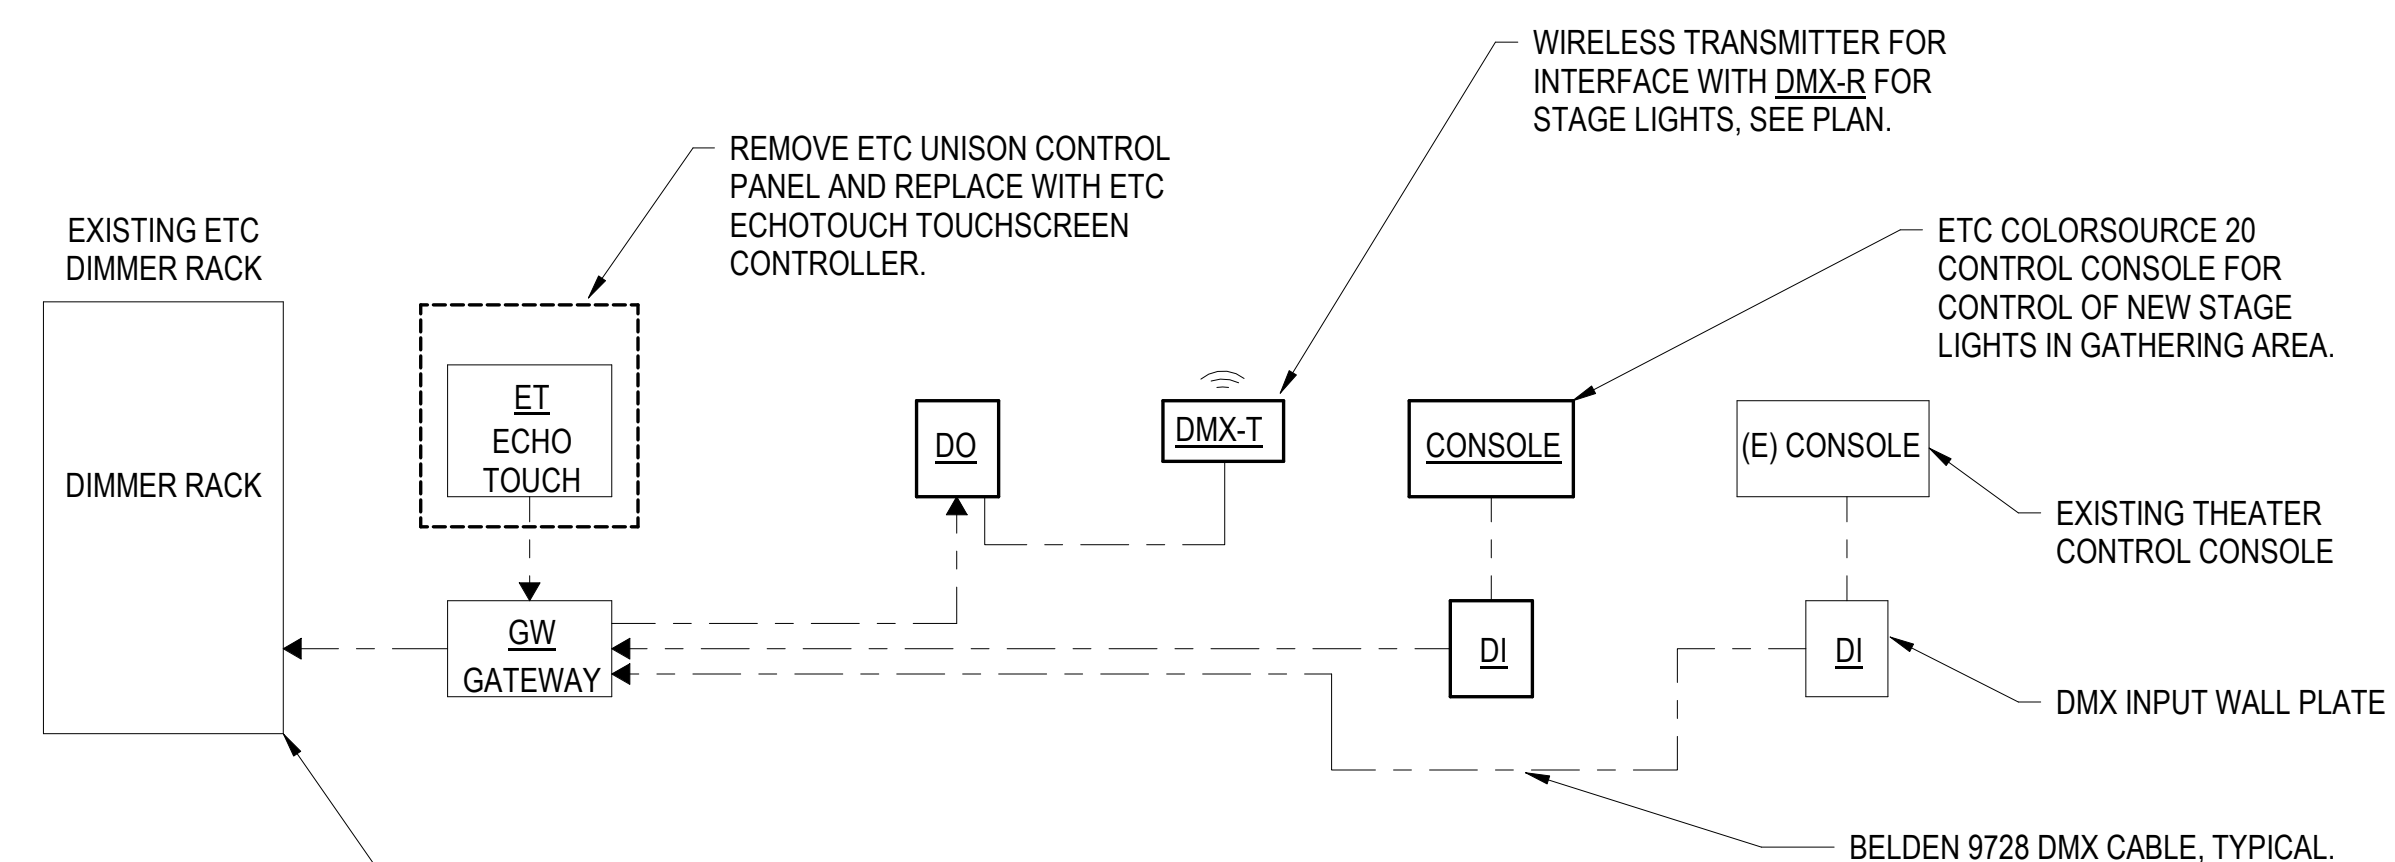 WIRELESS TRANSMITTER FOR
INTERFACE WITH DMX-R FOR
STAGE LIGHTS, SEE PLAN.
REMOVE ETC UNISON CONTROL
PANEL AND REPLACE WITH ETC
ECHOTOUCH TOUCHSCREEN
CONTROLLER.
EXISTING ETC
DIMMER RACK
ETC COLORSOURCE 20
CONTROL CONSOLE FOR
CONTROL OF NEW STAGE
LIGHTS IN GATHERING AREA.
DIMMER RACK
ET
ECHO
TOUCH
DO
DMX-T
CONSOLE
(E) CONSOLE
EXISTING THEATER
CONTROL CONSOLE
GW
GATEWAY
DI
DI
DMX INPUT WALL PLATE
BELDEN 9728 DMX CABLE, TYPICAL.